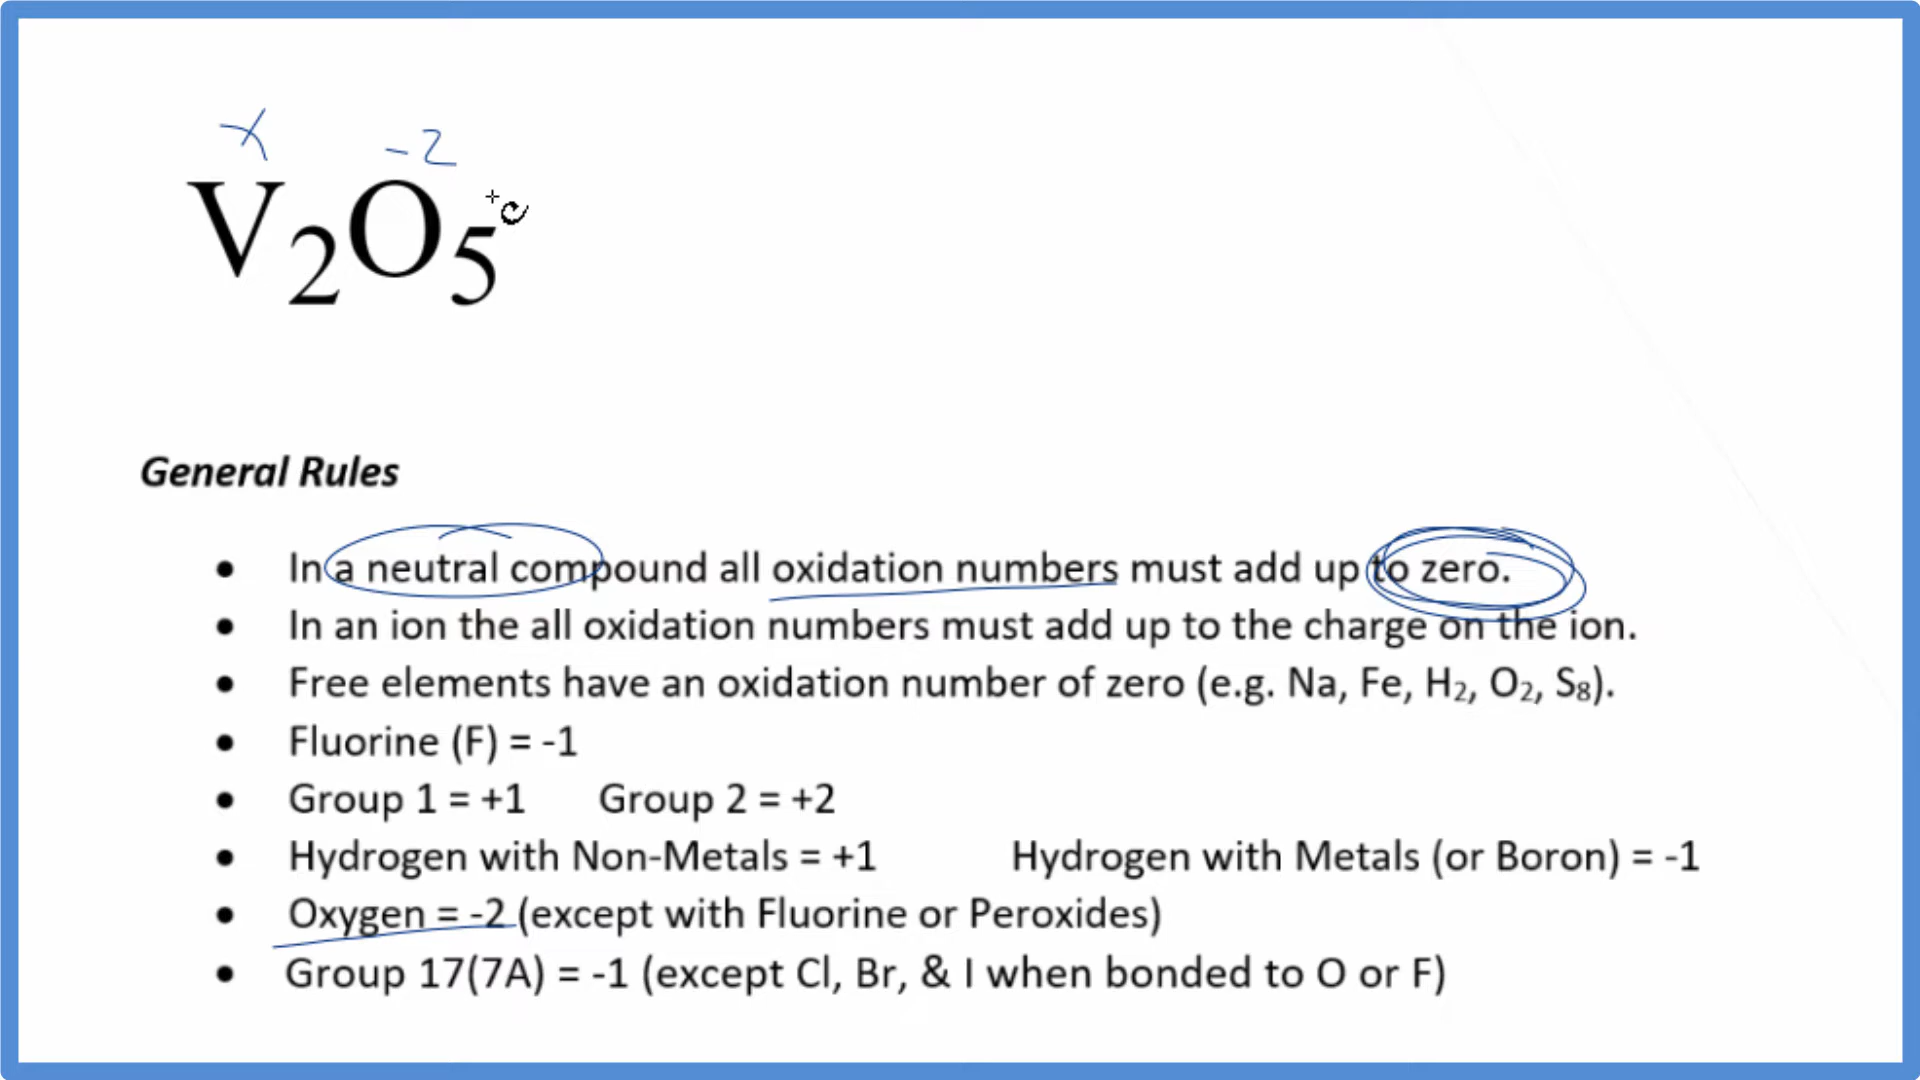 x -2
V₂O₅
General Rules
• In a neutral compound all oxidation numbers must add up to zero.
• In an ion the all oxidation numbers must add up to the charge on the ion.
• Free elements have an oxidation number of zero (e.g. Na, Fe, H₂, O₂, S₈).
• Fluorine (F) = -1
• Group 1 = +1 Group 2 = +2
• Hydrogen with Non-Metals = +1 Hydrogen with Metals (or Boron) = -1
• Oxygen = -2 (except with Fluorine or Peroxides)
• Group 17(7A) = -1 (except Cl, Br, & I when bonded to O or F)